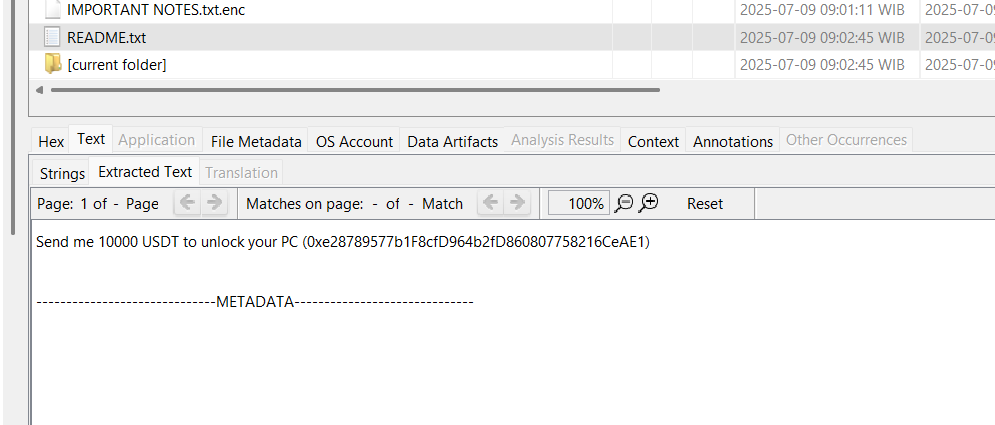 IMPORTANT NOTES.txt.enc 2025-07-09 09:01:11 WIB 2025-07-09
README.txt 2025-07-09 09:02:45 WIB 2025-07-09
[current folder] 2025-07-09 09:02:45 WIB 2025-07-09
Hex Text Application File Metadata OS Account Data Artifacts Analysis Results Context Annotations Other Occurrences
Strings Extracted Text Translation
Page: 1 of - Page Matches on page: - of - Match 100% Reset
Send me 10000 USDT to unlock your PC (0xe28789577b1F8cfD964b2fD860807758216CeAE1)
------------------------------METADATA------------------------------